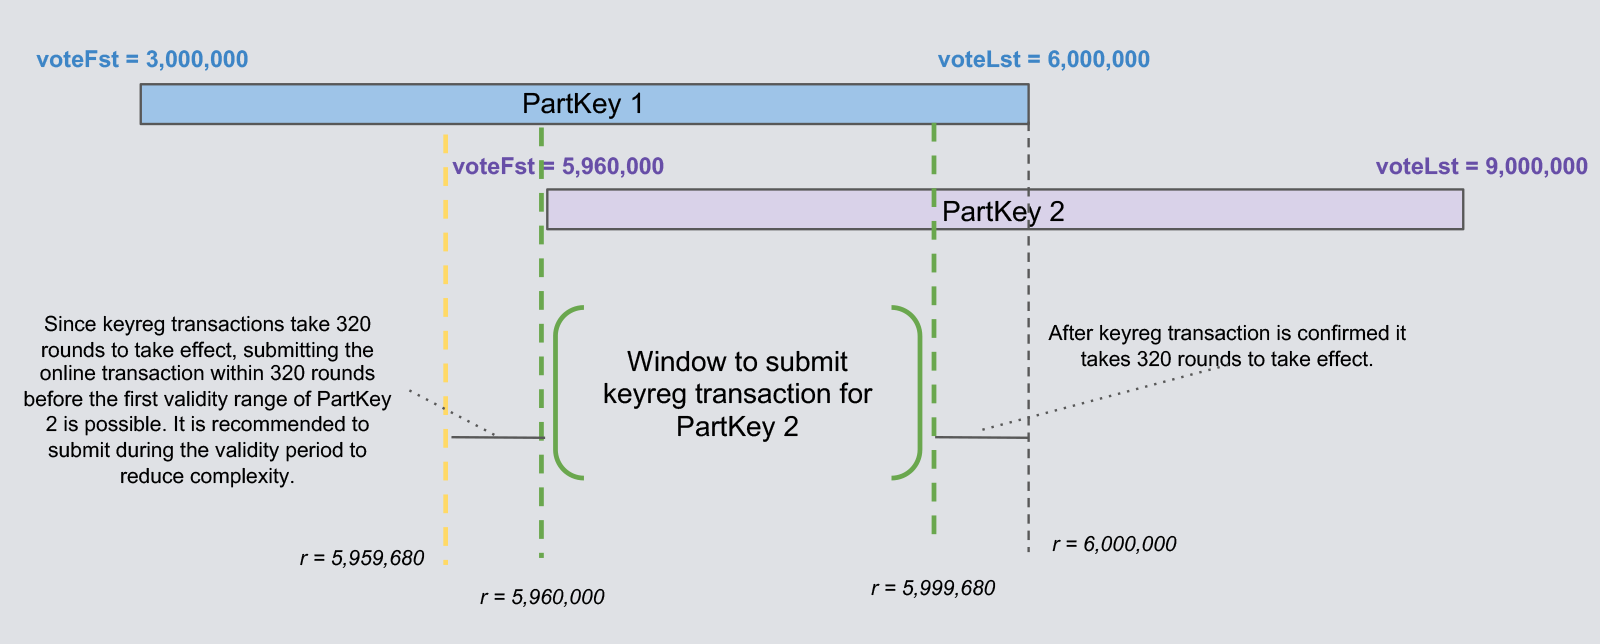 voteFst = 3,000,000
voteLst = 6,000,000
PartKey 1
voteFst = 5,960,000
voteLst = 9,000,000
PartKey 2
Since keyreg transactions take 320
rounds to take effect, submitting the
online transaction within 320 rounds
before the first validity range of PartKey
2 is possible. It is recommended to
submit during the validity period to
reduce complexity.
Window to submit
keyreg transaction for
PartKey 2
After keyreg transaction is confirmed it
takes 320 rounds to take effect.
r = 5,959,680
r = 5,960,000
r = 5,999,680
r = 6,000,000